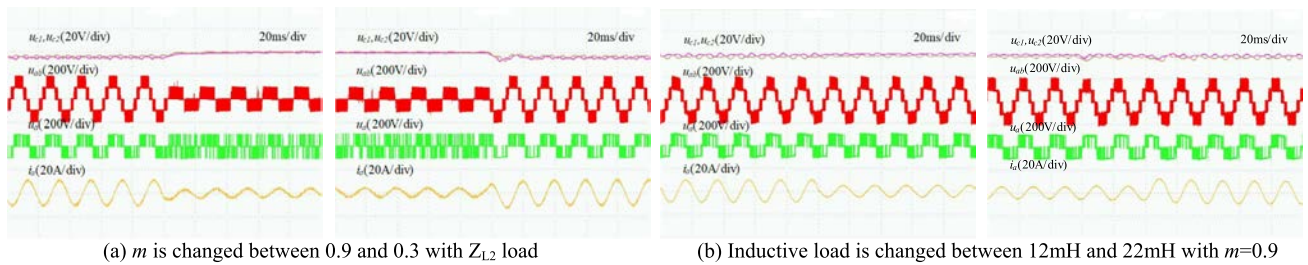 uc1,uc2(20V/div) 20ms/div
uab(200V/div)
ua(200V/div)
ia(20A/div)
uc1,uc2(20V/div) 20ms/div
uab(200V/div)
ua(200V/div)
ia(20A/div)
uc1,uc2(20V/div) 20ms/div
uab(200V/div)
ua(200V/div)
ia(20A/div)
uc1,uc2(20V/div) 20ms/div
uab(200V/div)
ua(200V/div)
ia(20A/div)
(a) m is changed between 0.9 and 0.3 with ZL2 load
(b) Inductive load is changed between 12mH and 22mH with m=0.9